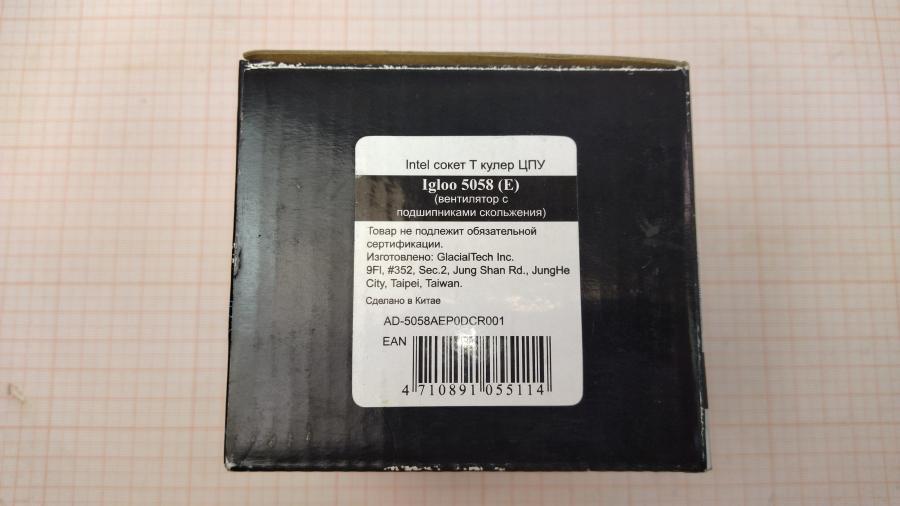 Intel сокет Т кулер ЦПУ
Igloo 5058 (E)
(вентилятор с
подшипниками скольжения)
Товар не подлежит обязательной
сертификации.
Изготовлено: GlacialTech Inc.
9Fl, #352, Sec.2, Jung Shan Rd., JungHe
City, Taipei, Taiwan.
Сделано в Китае
AD-5058AEP0DCR001
EAN
4 710891 055114